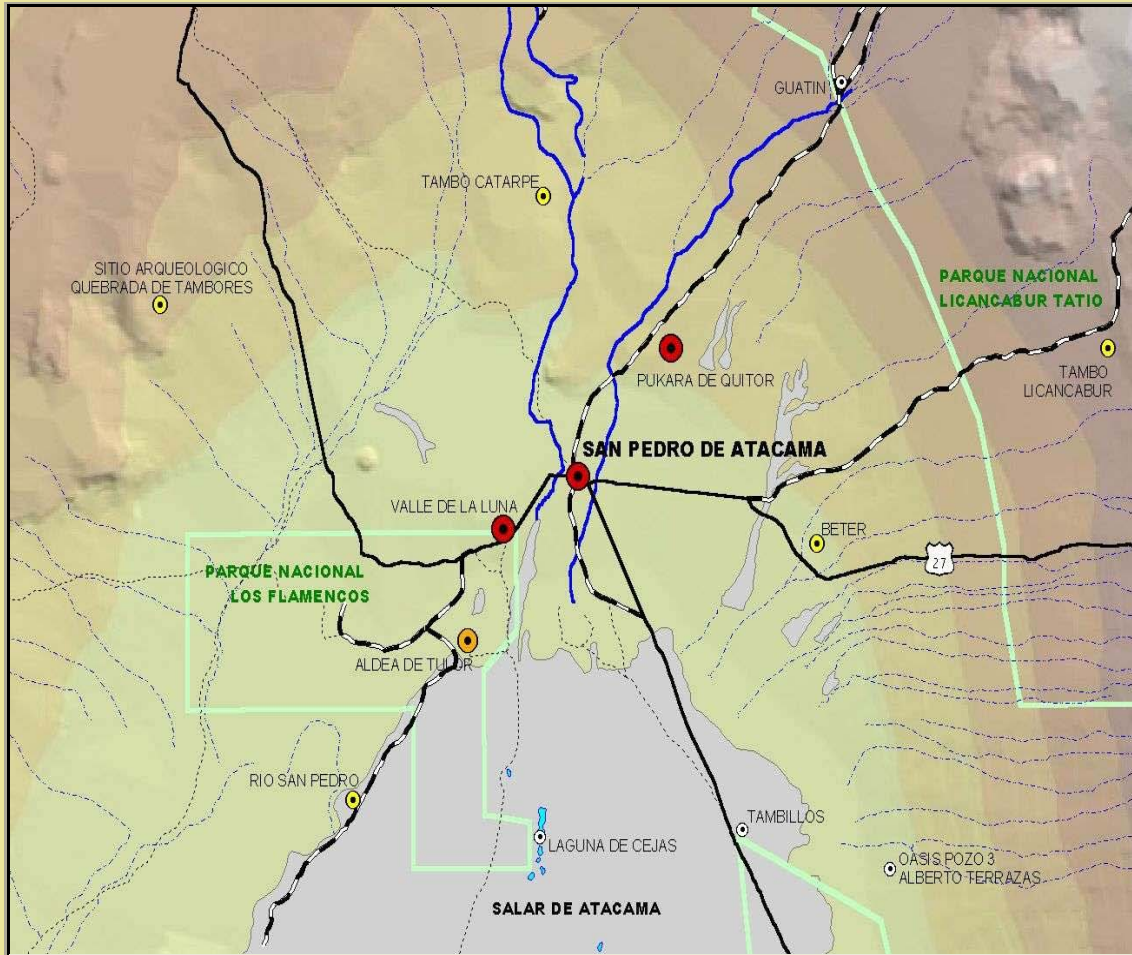 GUATIN
TAMBO CATARPE
SITIO ARQUEOLOGICO
QUEBRADA DE TAMBORES
PARQUE NACIONAL
LICANCABUR TATIO
PUKARA DE QUITOR
TAMBO
LICANCABUR
SAN PEDRO DE ATACAMA
VALLE DE LA LUNA
BETER
27
PARQUE NACIONAL
LOS FLAMENCOS
ALDEA DE TULOR
RIO SAN PEDRO
TAMBILLOS
LAGUNA DE CEJAS
OASIS POZO 3
ALBERTO TERRAZAS
SALAR DE ATACAMA